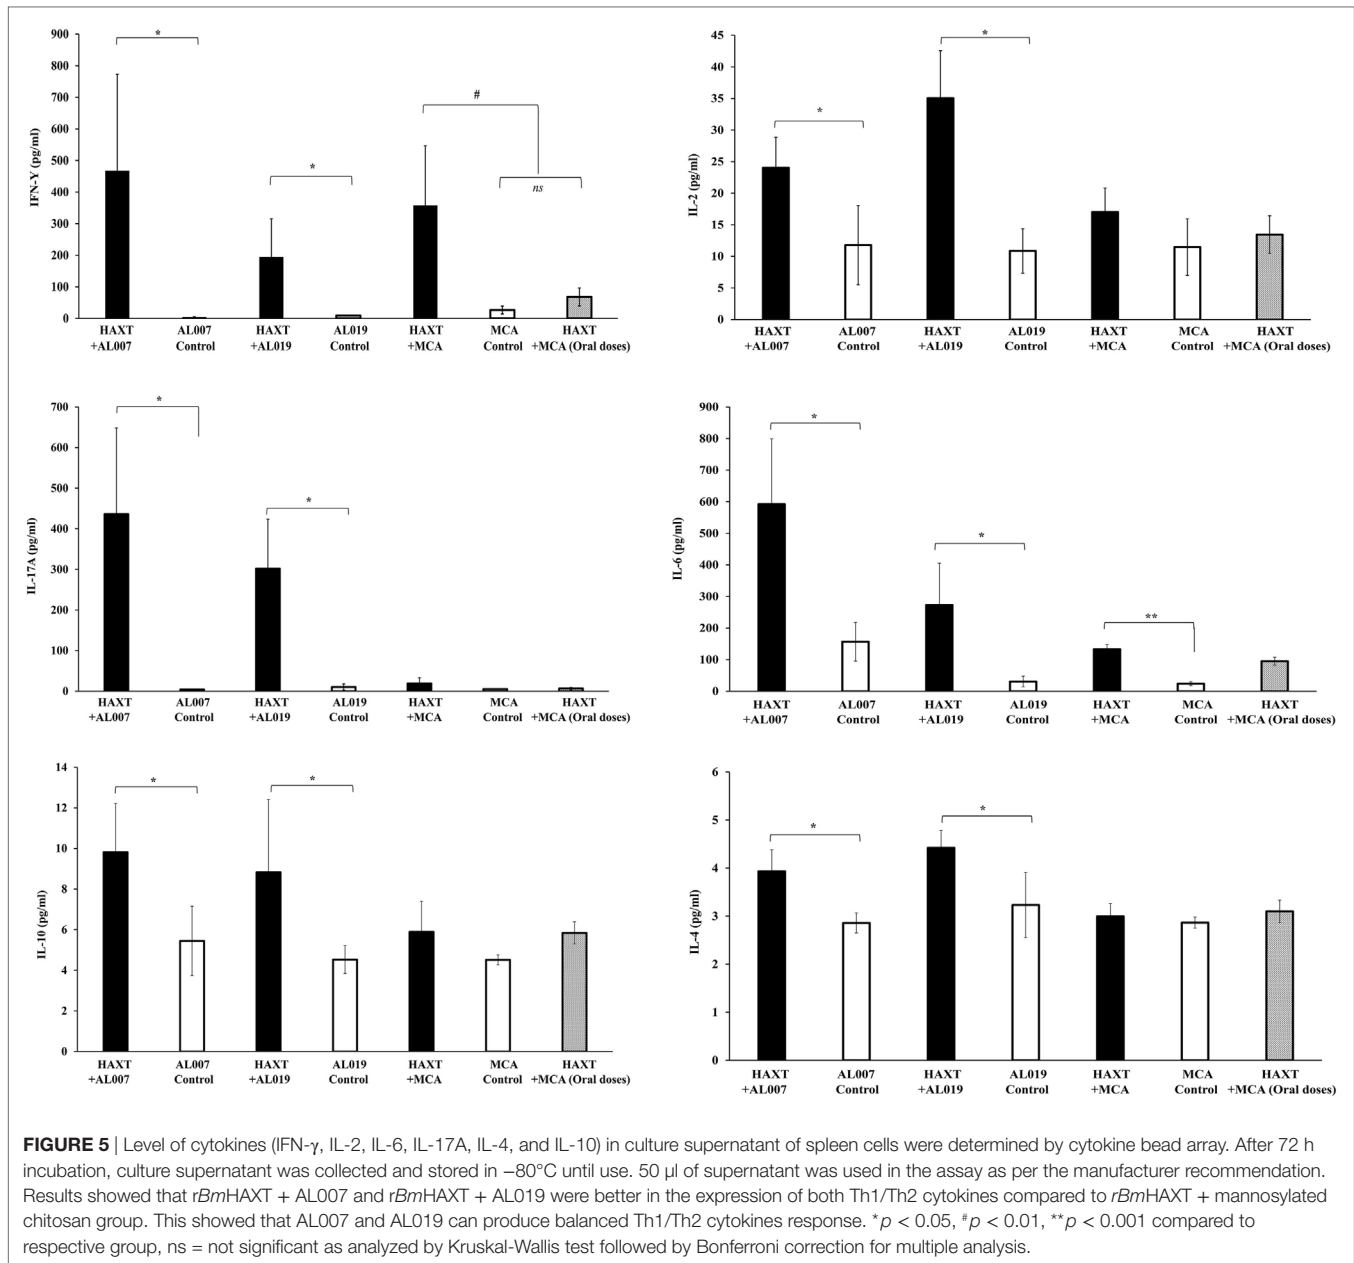 900
800
700
600
500
400
300
200
100
0
IFN-Y (pg/ml)
*
*
#
ns
HAXT AL007 HAXT AL019 HAXT MCA HAXT
+AL007 Control +AL019 Control +MCA Control +MCA (Oral doses)
45
40
35
30
25
20
15
10
5
0
IL-2 (pg/ml)
*
*
HAXT AL007 HAXT AL019 HAXT MCA HAXT
+AL007 Control +AL019 Control +MCA Control +MCA (Oral doses)
700
600
500
400
300
200
100
0
IL-17A (pg/ml)
*
*
HAXT AL007 HAXT AL019 HAXT MCA HAXT
+AL007 Control +AL019 Control +MCA Control +MCA (Oral doses)
900
800
700
600
500
400
300
200
100
0
IL-6 (pg/ml)
*
*
**
HAXT AL007 HAXT AL019 HAXT MCA HAXT
+AL007 Control +AL019 Control +MCA Control +MCA (Oral doses)
14
12
10
8
6
4
2
0
IL-10 (pg/ml)
*
*
HAXT AL007 HAXT AL019 HAXT MCA HAXT
+AL007 Control +AL019 Control +MCA Control +MCA (Oral doses)
6
5
4
3
2
1
0
IL-4 (pg/ml)
*
*
HAXT AL007 HAXT AL019 HAXT MCA HAXT
+AL007 Control +AL019 Control +MCA Control +MCA (Oral doses)
FIGURE 5 | Level of cytokines (IFN-γ, IL-2, IL-6, IL-17A, IL-4, and IL-10) in culture supernatant of spleen cells were determined by cytokine bead array. After 72 h
incubation, culture supernatant was collected and stored in −80°C until use. 50 µl of supernatant was used in the assay as per the manufacturer recommendation.
Results showed that rBmHAXT + AL007 and rBmHAXT + AL019 were better in the expression of both Th1/Th2 cytokines compared to rBmHAXT + mannosylated
chitosan group. This showed that AL007 and AL019 can produce balanced Th1/Th2 cytokines response. *p < 0.05, #p < 0.01, **p < 0.001 compared to
respective group, ns = not significant as analyzed by Kruskal-Wallis test followed by Bonferroni correction for multiple analysis.